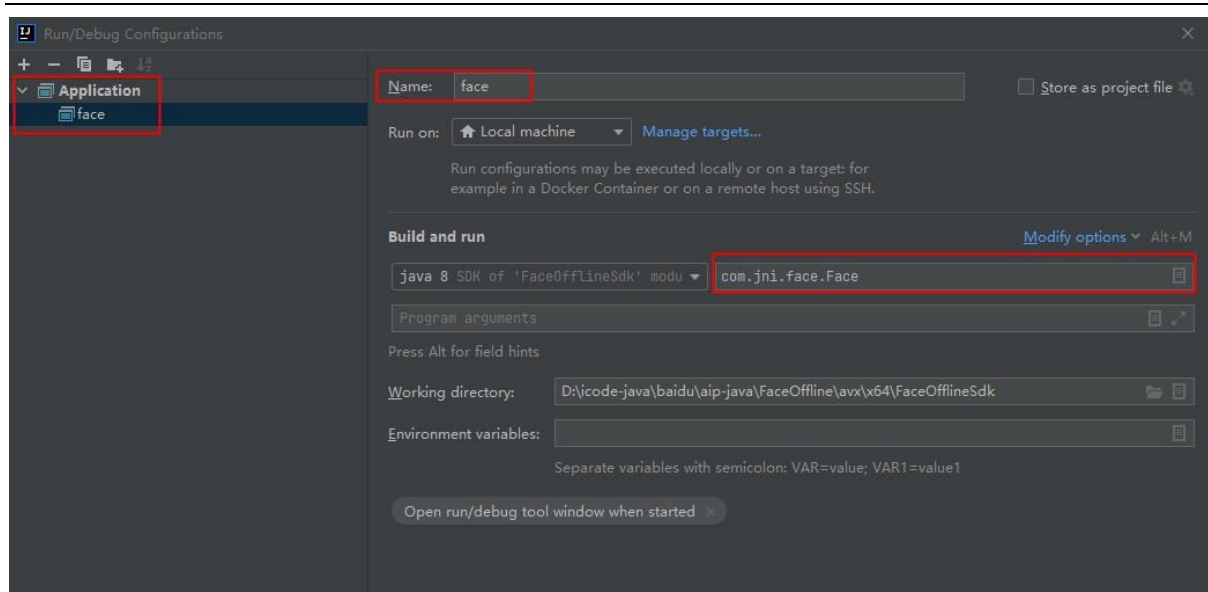 Run/Debug Configurations
Application
face
Name: face
Store as project file
Run on: Local machine Manage targets...
Run configurations may be executed locally or on a target: for
example in a Docker Container or on a remote host using SSH.
Build and run Modify options Alt+M
java 8 SDK of 'FaceOfflineSdk' modu com.jni.face.Face
Program arguments
Press Alt for field hints
Working directory: D:\icode-java\baidu\aip-java\FaceOffline\avx\x64\FaceOfflineSdk
Environment variables:
Separate variables with semicolon: VAR=value; VAR1=value1
Open run/debug tool window when started